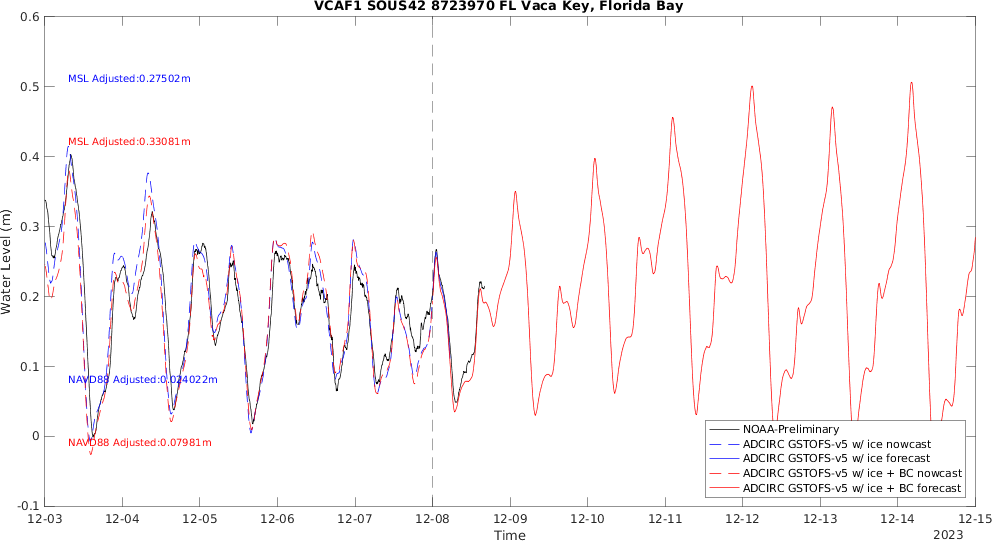 VCAF1 SOUS42 8723970 FL Vaca Key, Florida Bay
0.6
0.5
0.4
0.3
0.2
0.1
0
-0.1
Water Level (m)
MSL Adjusted:0.27502m
MSL Adjusted:0.33081m
NAVD88 Adjusted:0.024022m
NAVD88 Adjusted:0.07981m
NOAA-Preliminary
ADCIRC GSTOFS-v5 w/ ice nowcast
ADCIRC GSTOFS-v5 w/ ice forecast
ADCIRC GSTOFS-v5 w/ ice + BC nowcast
ADCIRC GSTOFS-v5 w/ ice + BC forecast
12-03 12-04 12-05 12-06 12-07 12-08 12-09 12-10 12-11 12-12 12-13 12-14 12-15
Time
2023